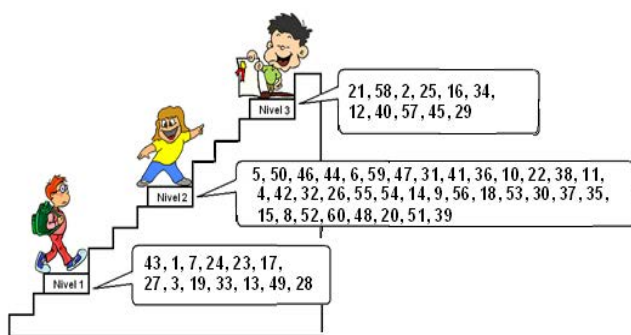 Nivel 3
21, 58, 2, 25, 16, 34,
12, 40, 57, 45, 29
Nivel 2
5, 50, 46, 44, 6, 59, 47, 31, 41, 36, 10, 22, 38, 11,
4, 42, 32, 26, 55, 54, 14, 9, 56, 18, 53, 30, 37, 35,
15, 8, 52, 60, 48, 20, 51, 39
Nivel 1
43, 1, 7, 24, 23, 17,
27, 3, 19, 33, 13, 49, 28